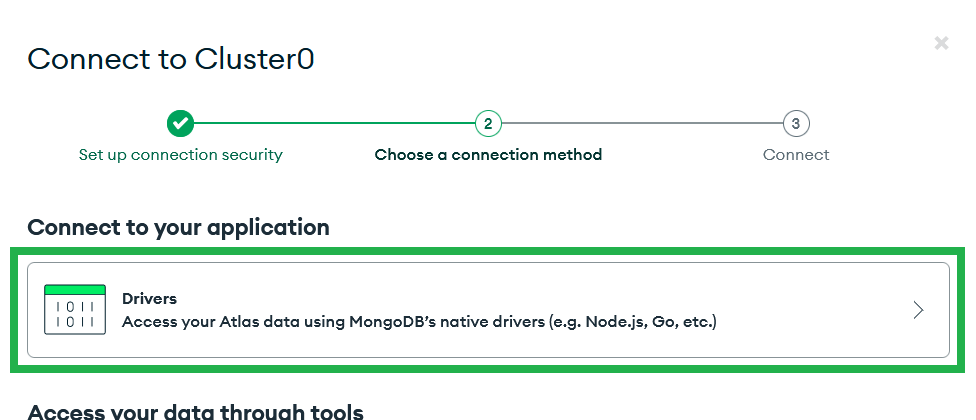 Connect to Cluster0
2
3
Set up connection security
Choose a connection method
Connect
Connect to your application
1011
1011
Drivers
Access your Atlas data using MongoDB’s native drivers (e.g. Node.js, Go, etc.)
Access your data through tools